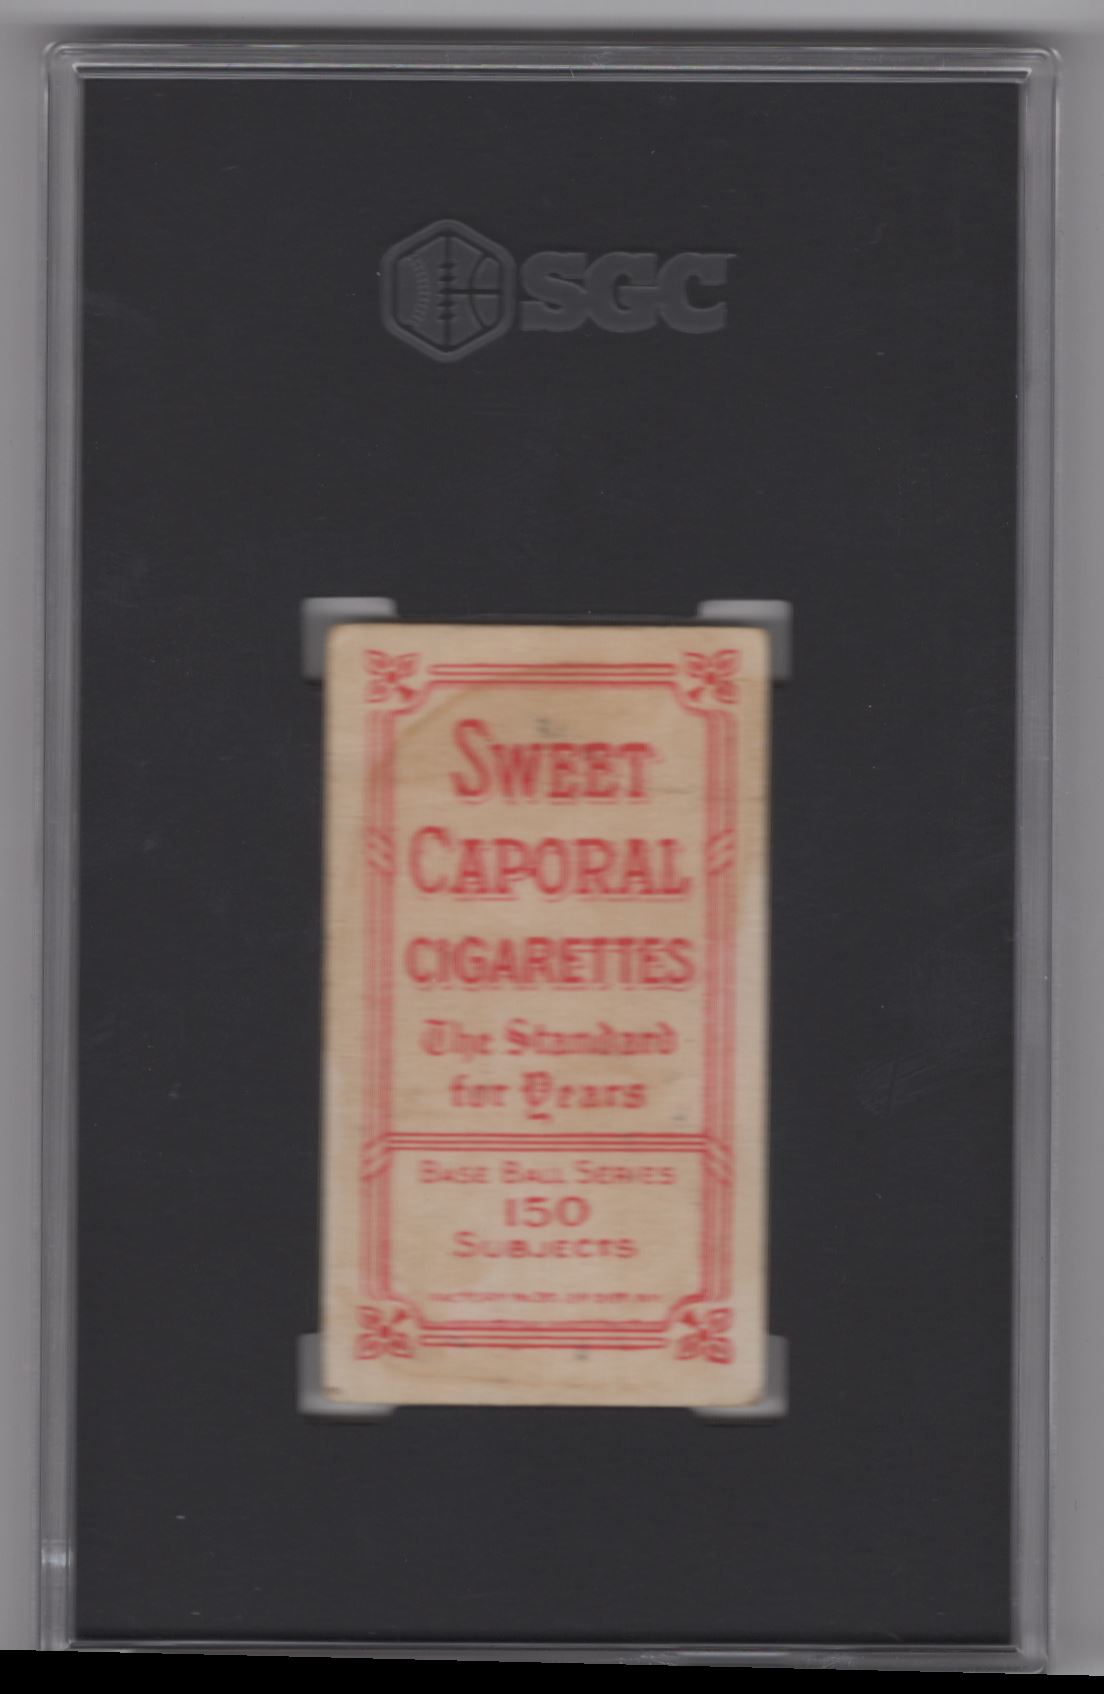 SGC
SWEET
CAPORAL
CIGARETTES
The Standard
for Years
BASE BALL SERIES
150
SUBJECTS